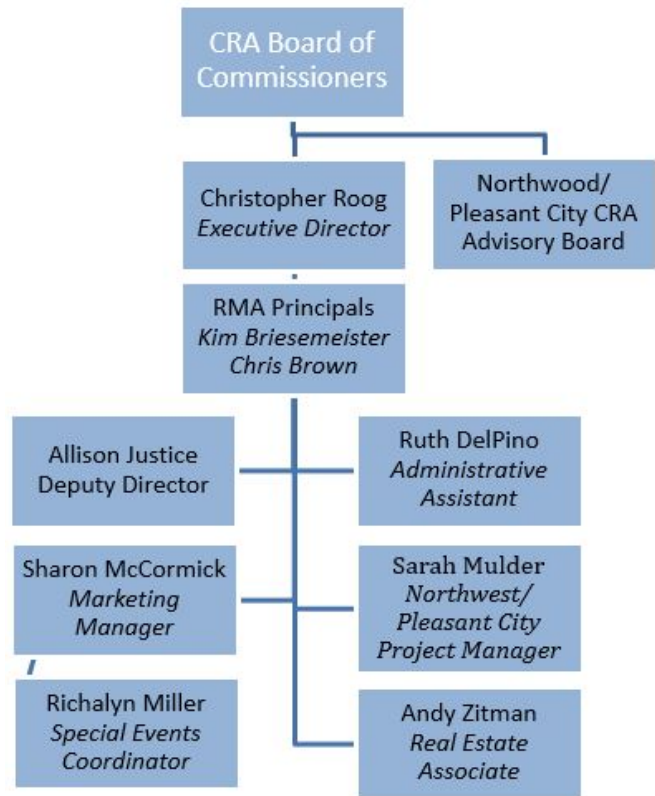 CRA Board of
Commissioners
Christopher Roog
Executive Director
Northwood/
Pleasant City CRA
Advisory Board
RMA Principals
Kim Briesemeister
Chris Brown
Allison Justice
Deputy Director
Ruth DelPino
Administrative
Assistant
Sharon McCormick
Marketing
Manager
Sarah Mulder
Northwest/
Pleasant City
Project Manager
Richalyn Miller
Special Events
Coordinator
Andy Zitman
Real Estate
Associate